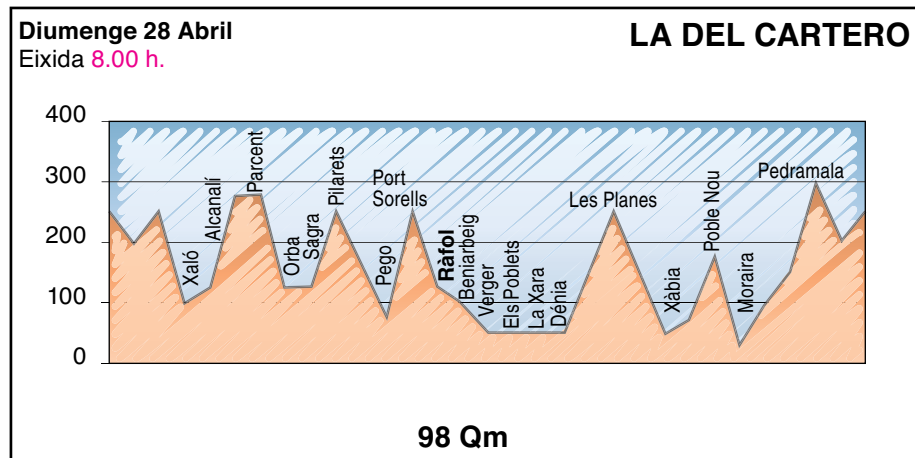 Diumenge 28 Abril
LA DEL CARTERO
Eixida 8.00 h.
400
300
200
100
0
Xaló
Alcanalí
Parcent
Orba
Sagra
Pilarets
Pego
Port
Sorells
Ràfol
Beniarbeig
Verger
Els Poblets
La Xara
Dénia
Les Planes
Xàbia
Poble Nou
Moraira
Pedramala
98 Qm